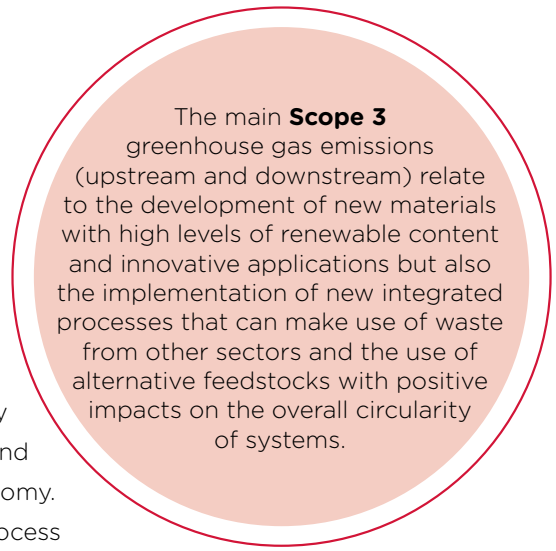 The main Scope 3
greenhouse gas emissions
(upstream and downstream) relate
to the development of new materials
with high levels of renewable content
and innovative applications but also
the implementation of new integrated
processes that can make use of waste
from other sectors and the use of
alternative feedstocks with positive
impacts on the overall circularity
of systems.